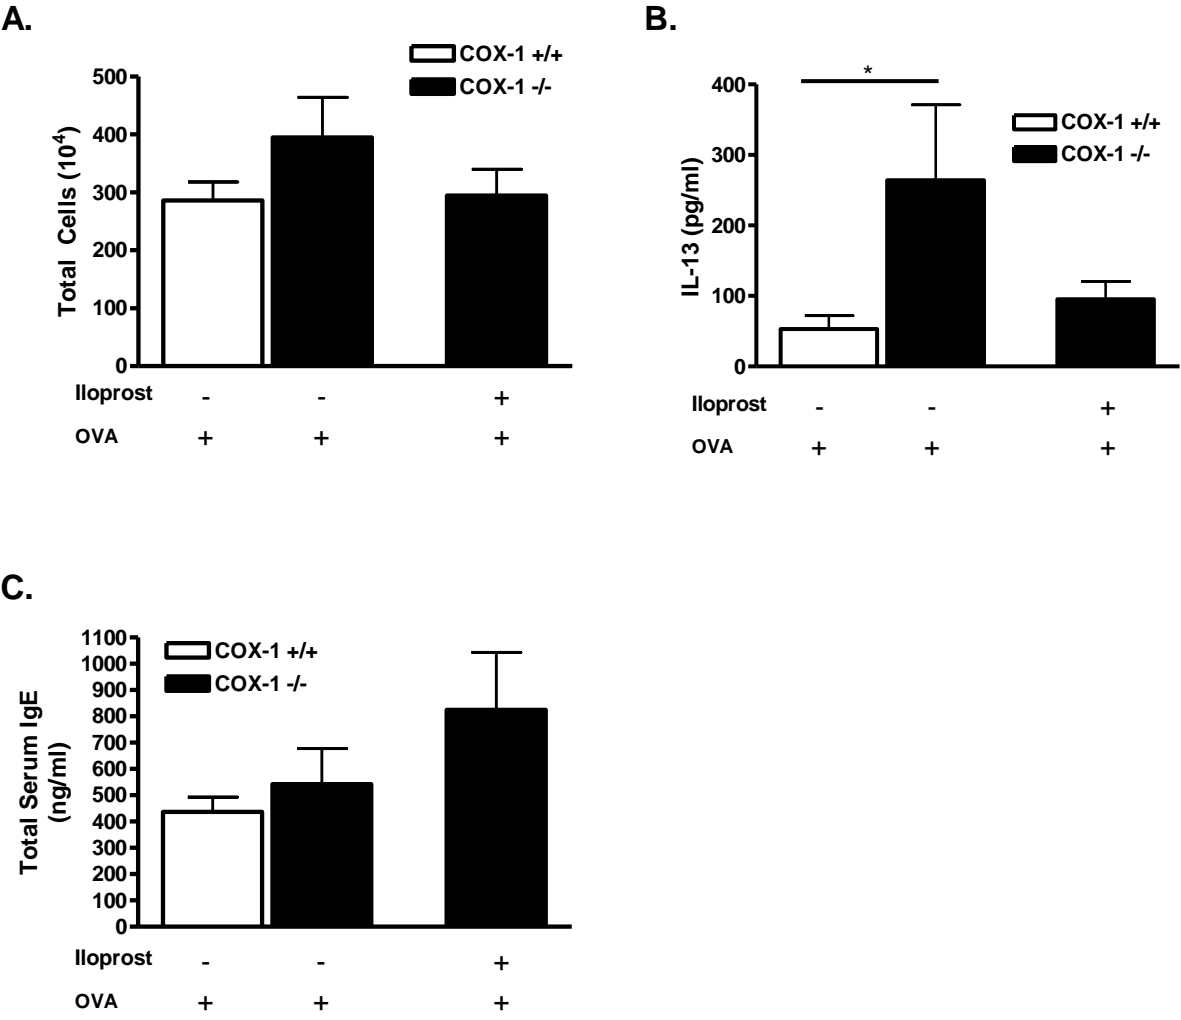 A.
COX-1 +/+
COX-1 -/-
500
400
300
200
100
0
Total Cells (10⁴)
Iloprost - - +
OVA + + +
B.
*
COX-1 +/+
COX-1 -/-
400
300
200
100
0
IL-13 (pg/ml)
Iloprost - - +
OVA + + +
C.
COX-1 +/+
COX-1 -/-
1100
1000
900
800
700
600
500
400
300
200
100
0
Total Serum IgE
(ng/ml)
Iloprost - - +
OVA + + +